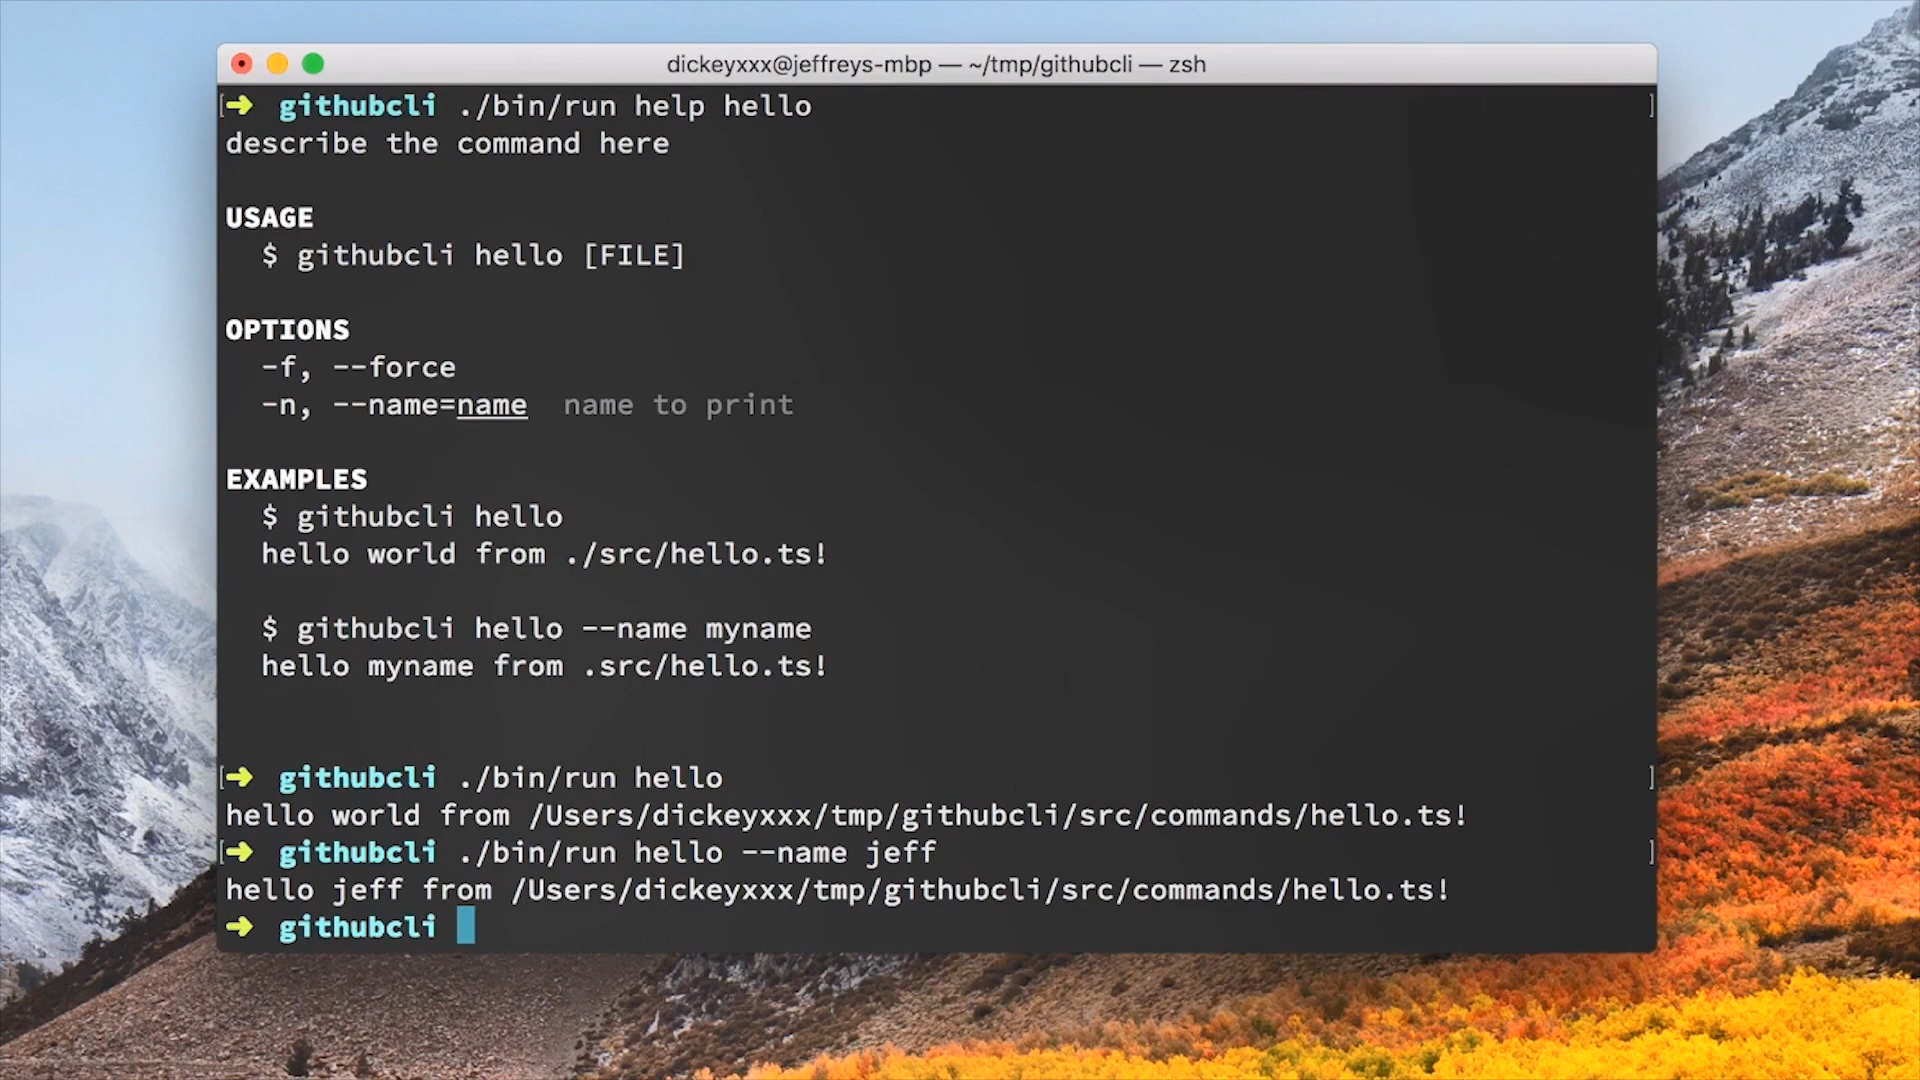 dickeyxxx@jeffreys-mbp — ~/tmp/githubcli — zsh
[➜  githubcli ./bin/run help hello ]
describe the command here
USAGE
$ githubcli hello [FILE]
OPTIONS
-f, --force
-n, --name=name  name to print
EXAMPLES
$ githubcli hello
hello world from ./src/hello.ts!
$ githubcli hello --name myname
hello myname from .src/hello.ts!
[➜  githubcli ./bin/run hello ]
hello world from /Users/dickeyxxx/tmp/githubcli/src/commands/hello.ts!
[➜  githubcli ./bin/run hello --name jeff ]
hello jeff from /Users/dickeyxxx/tmp/githubcli/src/commands/hello.ts!
➜  githubcli